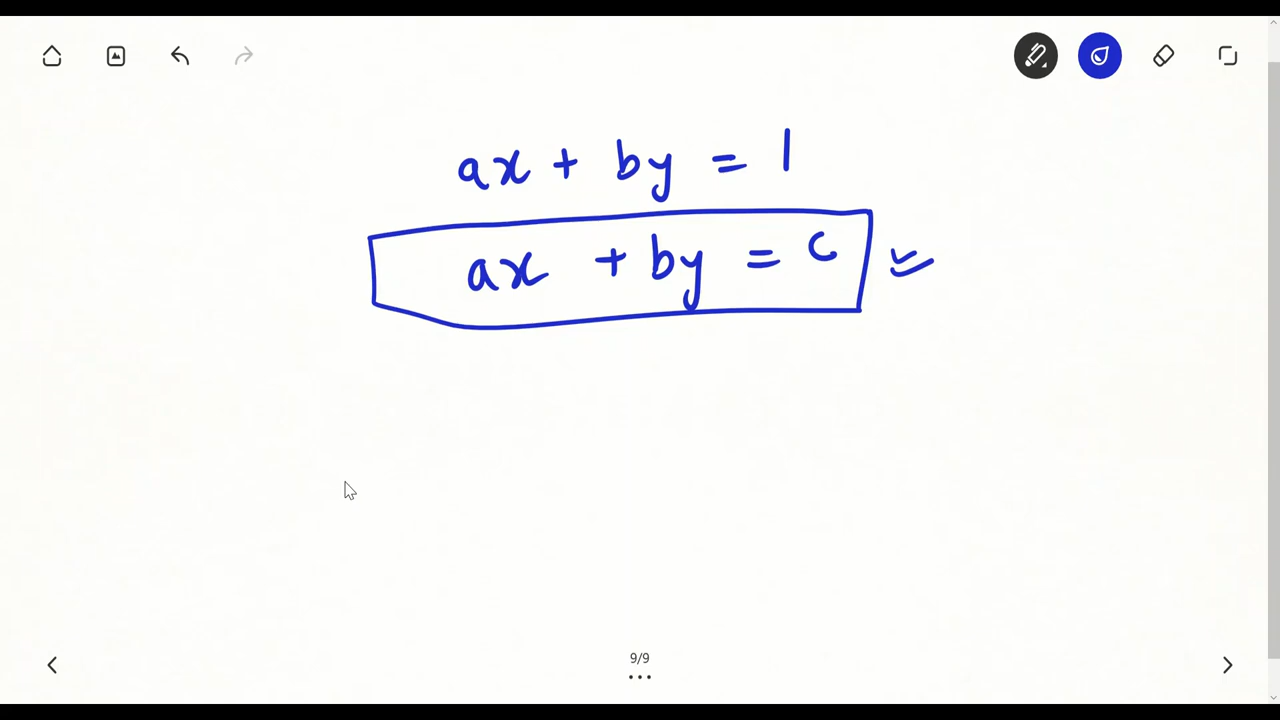 ax + by = 1
ax + by = c
9/9